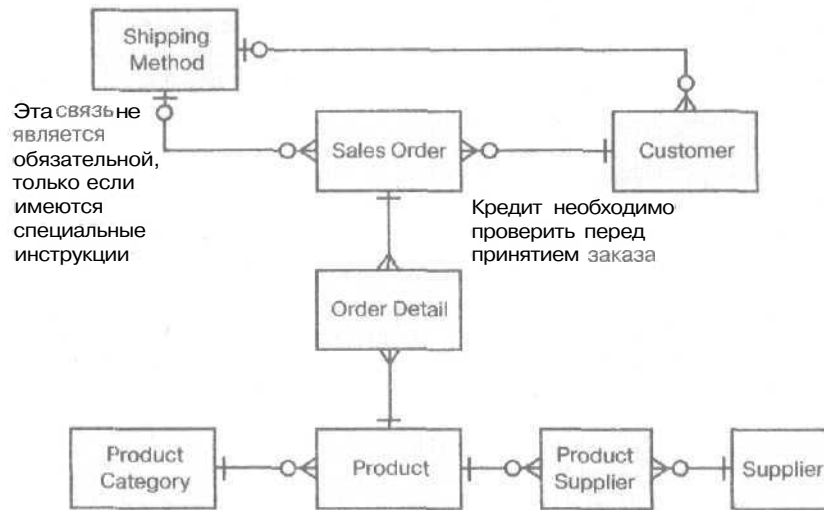 Shipping
Method
Эта связь не
является
обязательной,
только если
имеются
специальные
инструкции
Sales Order
Customer
Кредит необходимо
проверить перед
принятием заказа
Order Detail
Product
Category
Product
Product
Supplier
Supplier